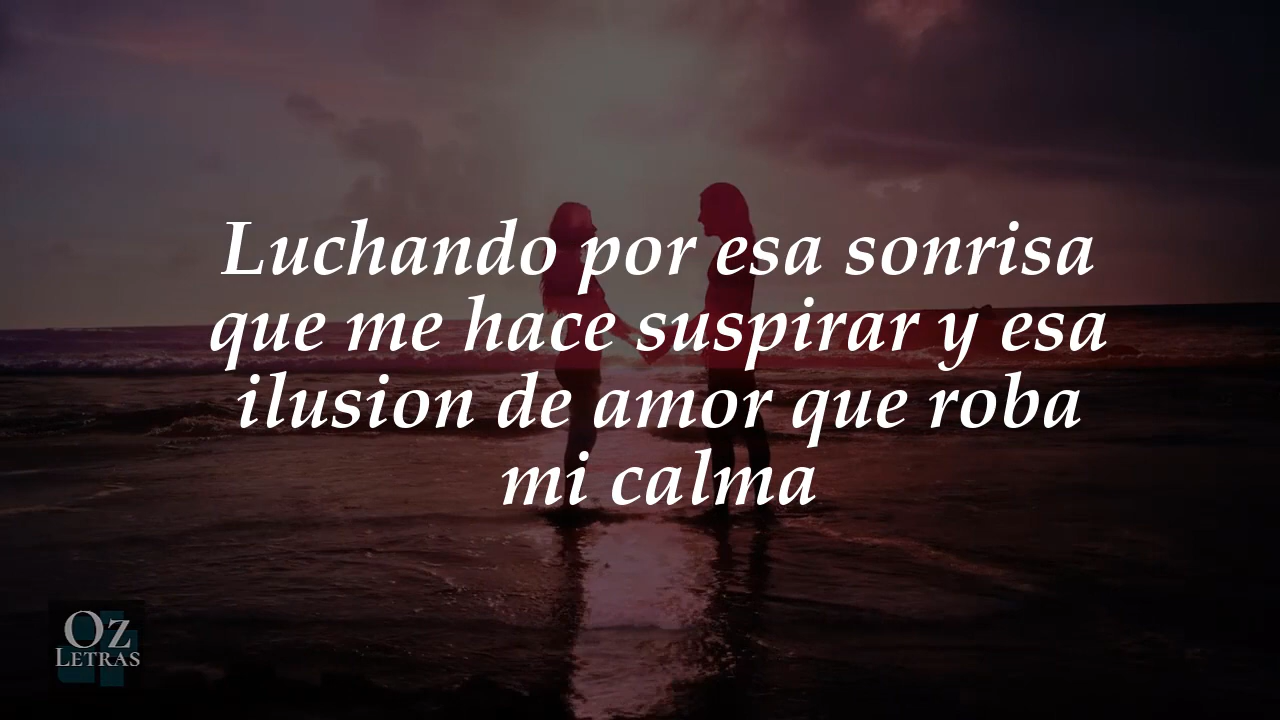 Luchando por esa sonrisa
que me hace suspirar y esa
ilusion de amor que roba
mi calma
Oz
LETRAS